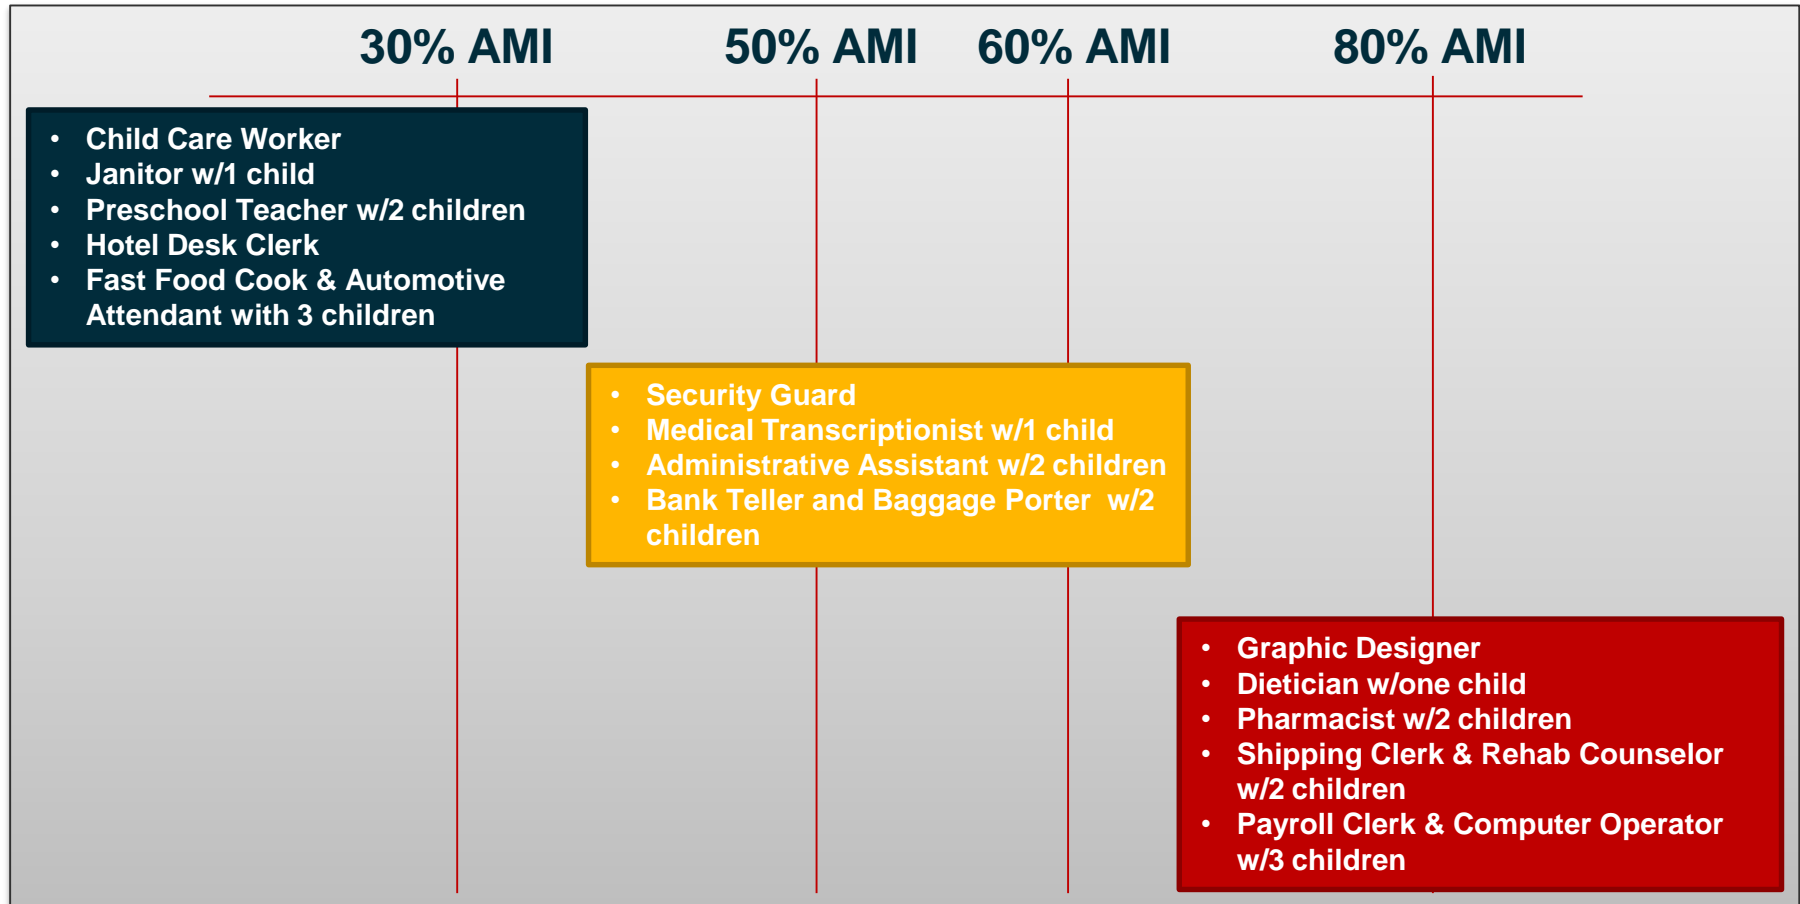 30% AMI 50% AMI 60% AMI 80% AMI
• Child Care Worker
• Janitor w/1 child
• Preschool Teacher w/2 children
• Hotel Desk Clerk
• Fast Food Cook & Automotive
Attendant with 3 children
• Security Guard
• Medical Transcriptionist w/1 child
• Administrative Assistant w/2 children
• Bank Teller and Baggage Porter w/2
children
• Graphic Designer
• Dietician w/one child
• Pharmacist w/2 children
• Shipping Clerk & Rehab Counselor
w/2 children
• Payroll Clerk & Computer Operator
w/3 children